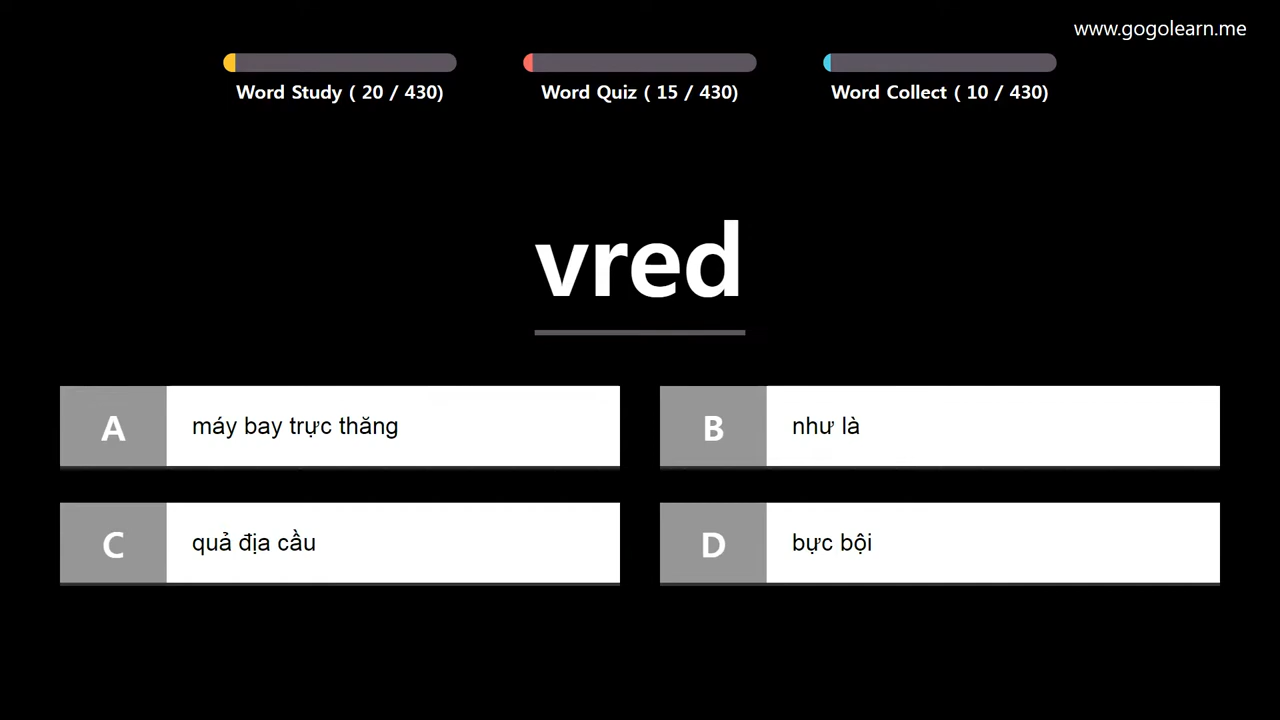 www.gogolearn.me
Word Study ( 20 / 430)
Word Quiz ( 15 / 430)
Word Collect ( 10 / 430)
vred
A
máy bay trực thăng
B
như là
C
quả địa cầu
D
bực bội